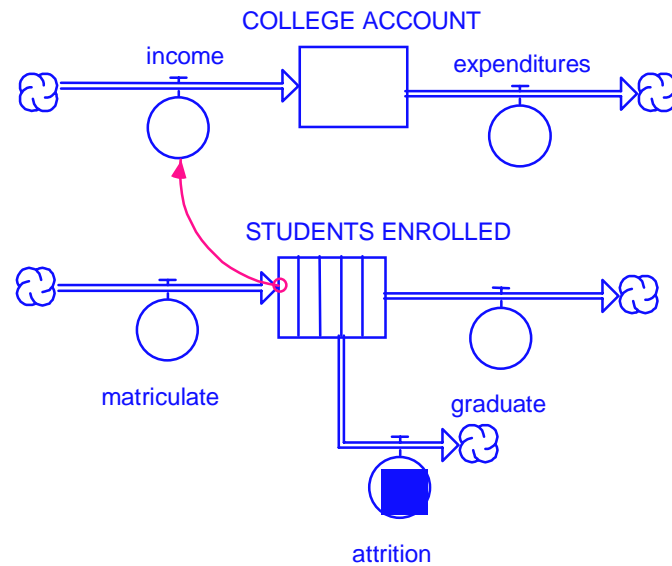 COLLEGE ACCOUNT
income
expenditures
STUDENTS ENROLLED
matriculate
graduate
attrition